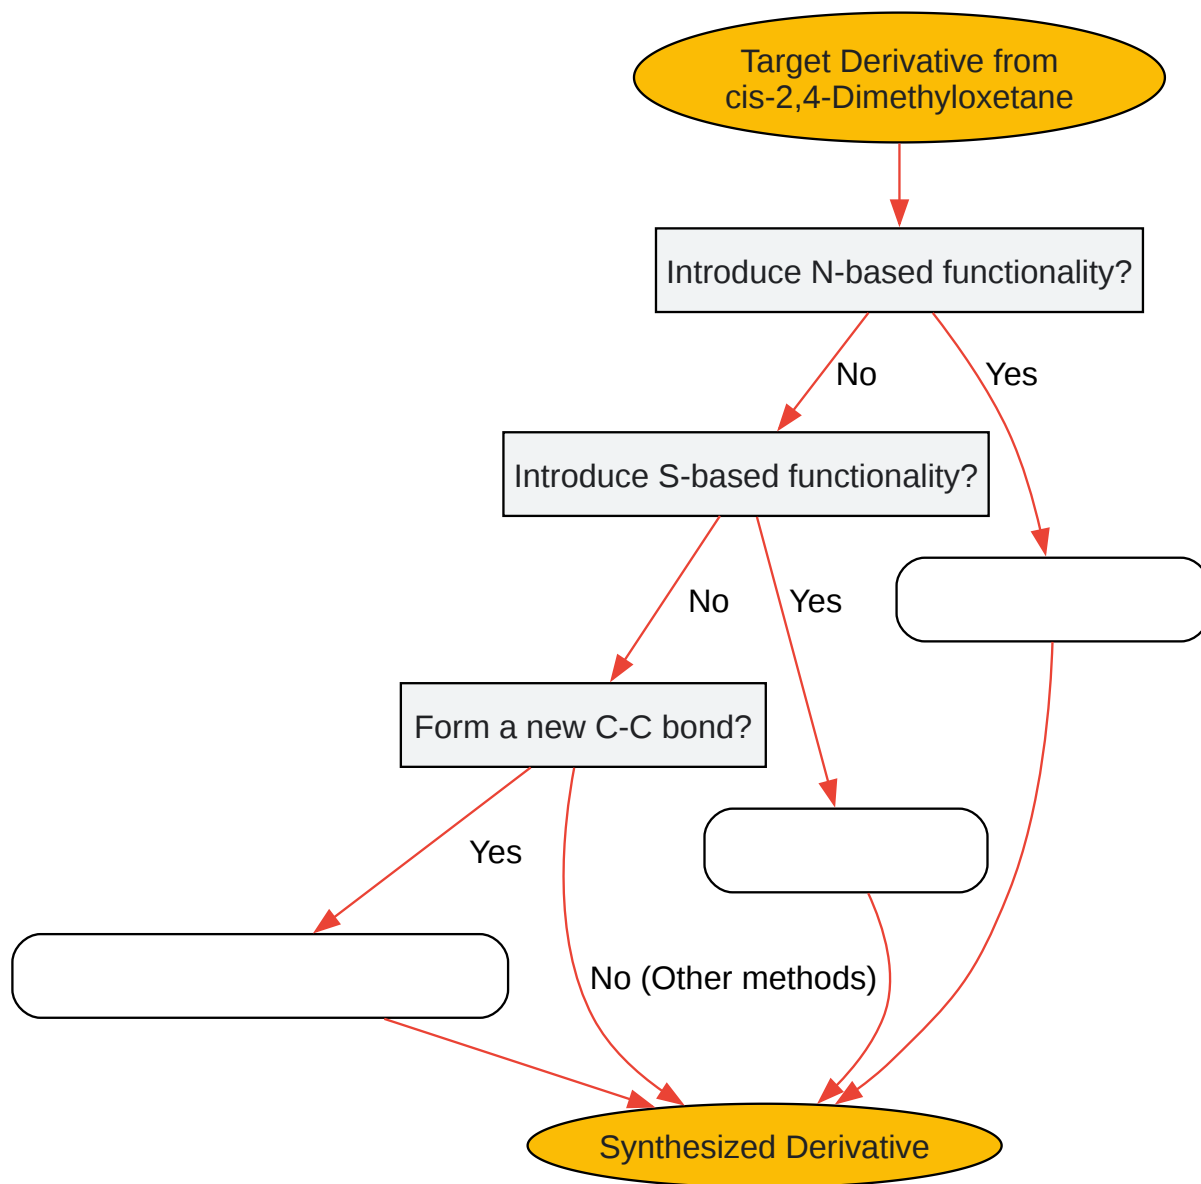 Target Derivative from
cis-2,4-Dimethyloxetane
Introduce N-based functionality?
No
Yes
Introduce S-based functionality?
No
Yes
Form a new C-C bond?
Yes
No (Other methods)
Synthesized Derivative